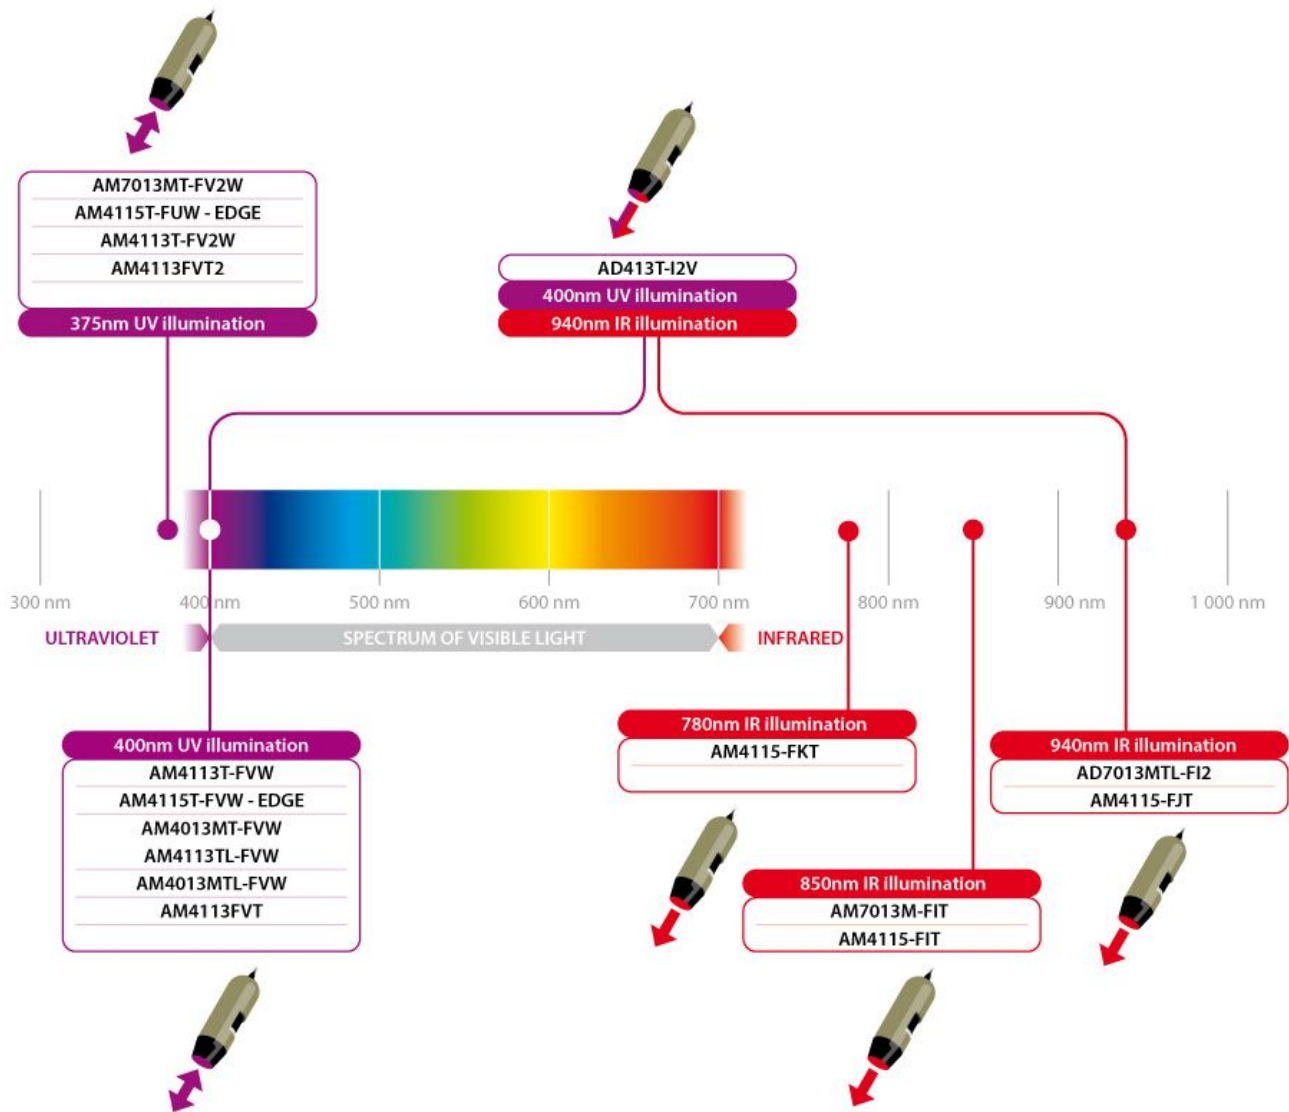 AM7013MT-FV2W
AM4115T-FUW - EDGE
AM4113T-FV2W
AM4113FVT2
375nm UV illumination
AD413T-I2V
400nm UV illumination
940nm IR illumination
300 nm
400 nm
500 nm
600 nm
700 nm
800 nm
900 nm
1 000 nm
ULTRAVIOLET
SPECTRUM OF VISIBLE LIGHT
INFRARED
400nm UV illumination
AM4113T-FVW
AM4115T-FVW - EDGE
AM4013MT-FVW
AM4113TL-FVW
AM4013MTL-FVW
AM4113FVT
780nm IR illumination
AM4115-FKT
850nm IR illumination
AM7013M-FIT
AM4115-FIT
940nm IR illumination
AD7013MTL-FI2
AM4115-FJT